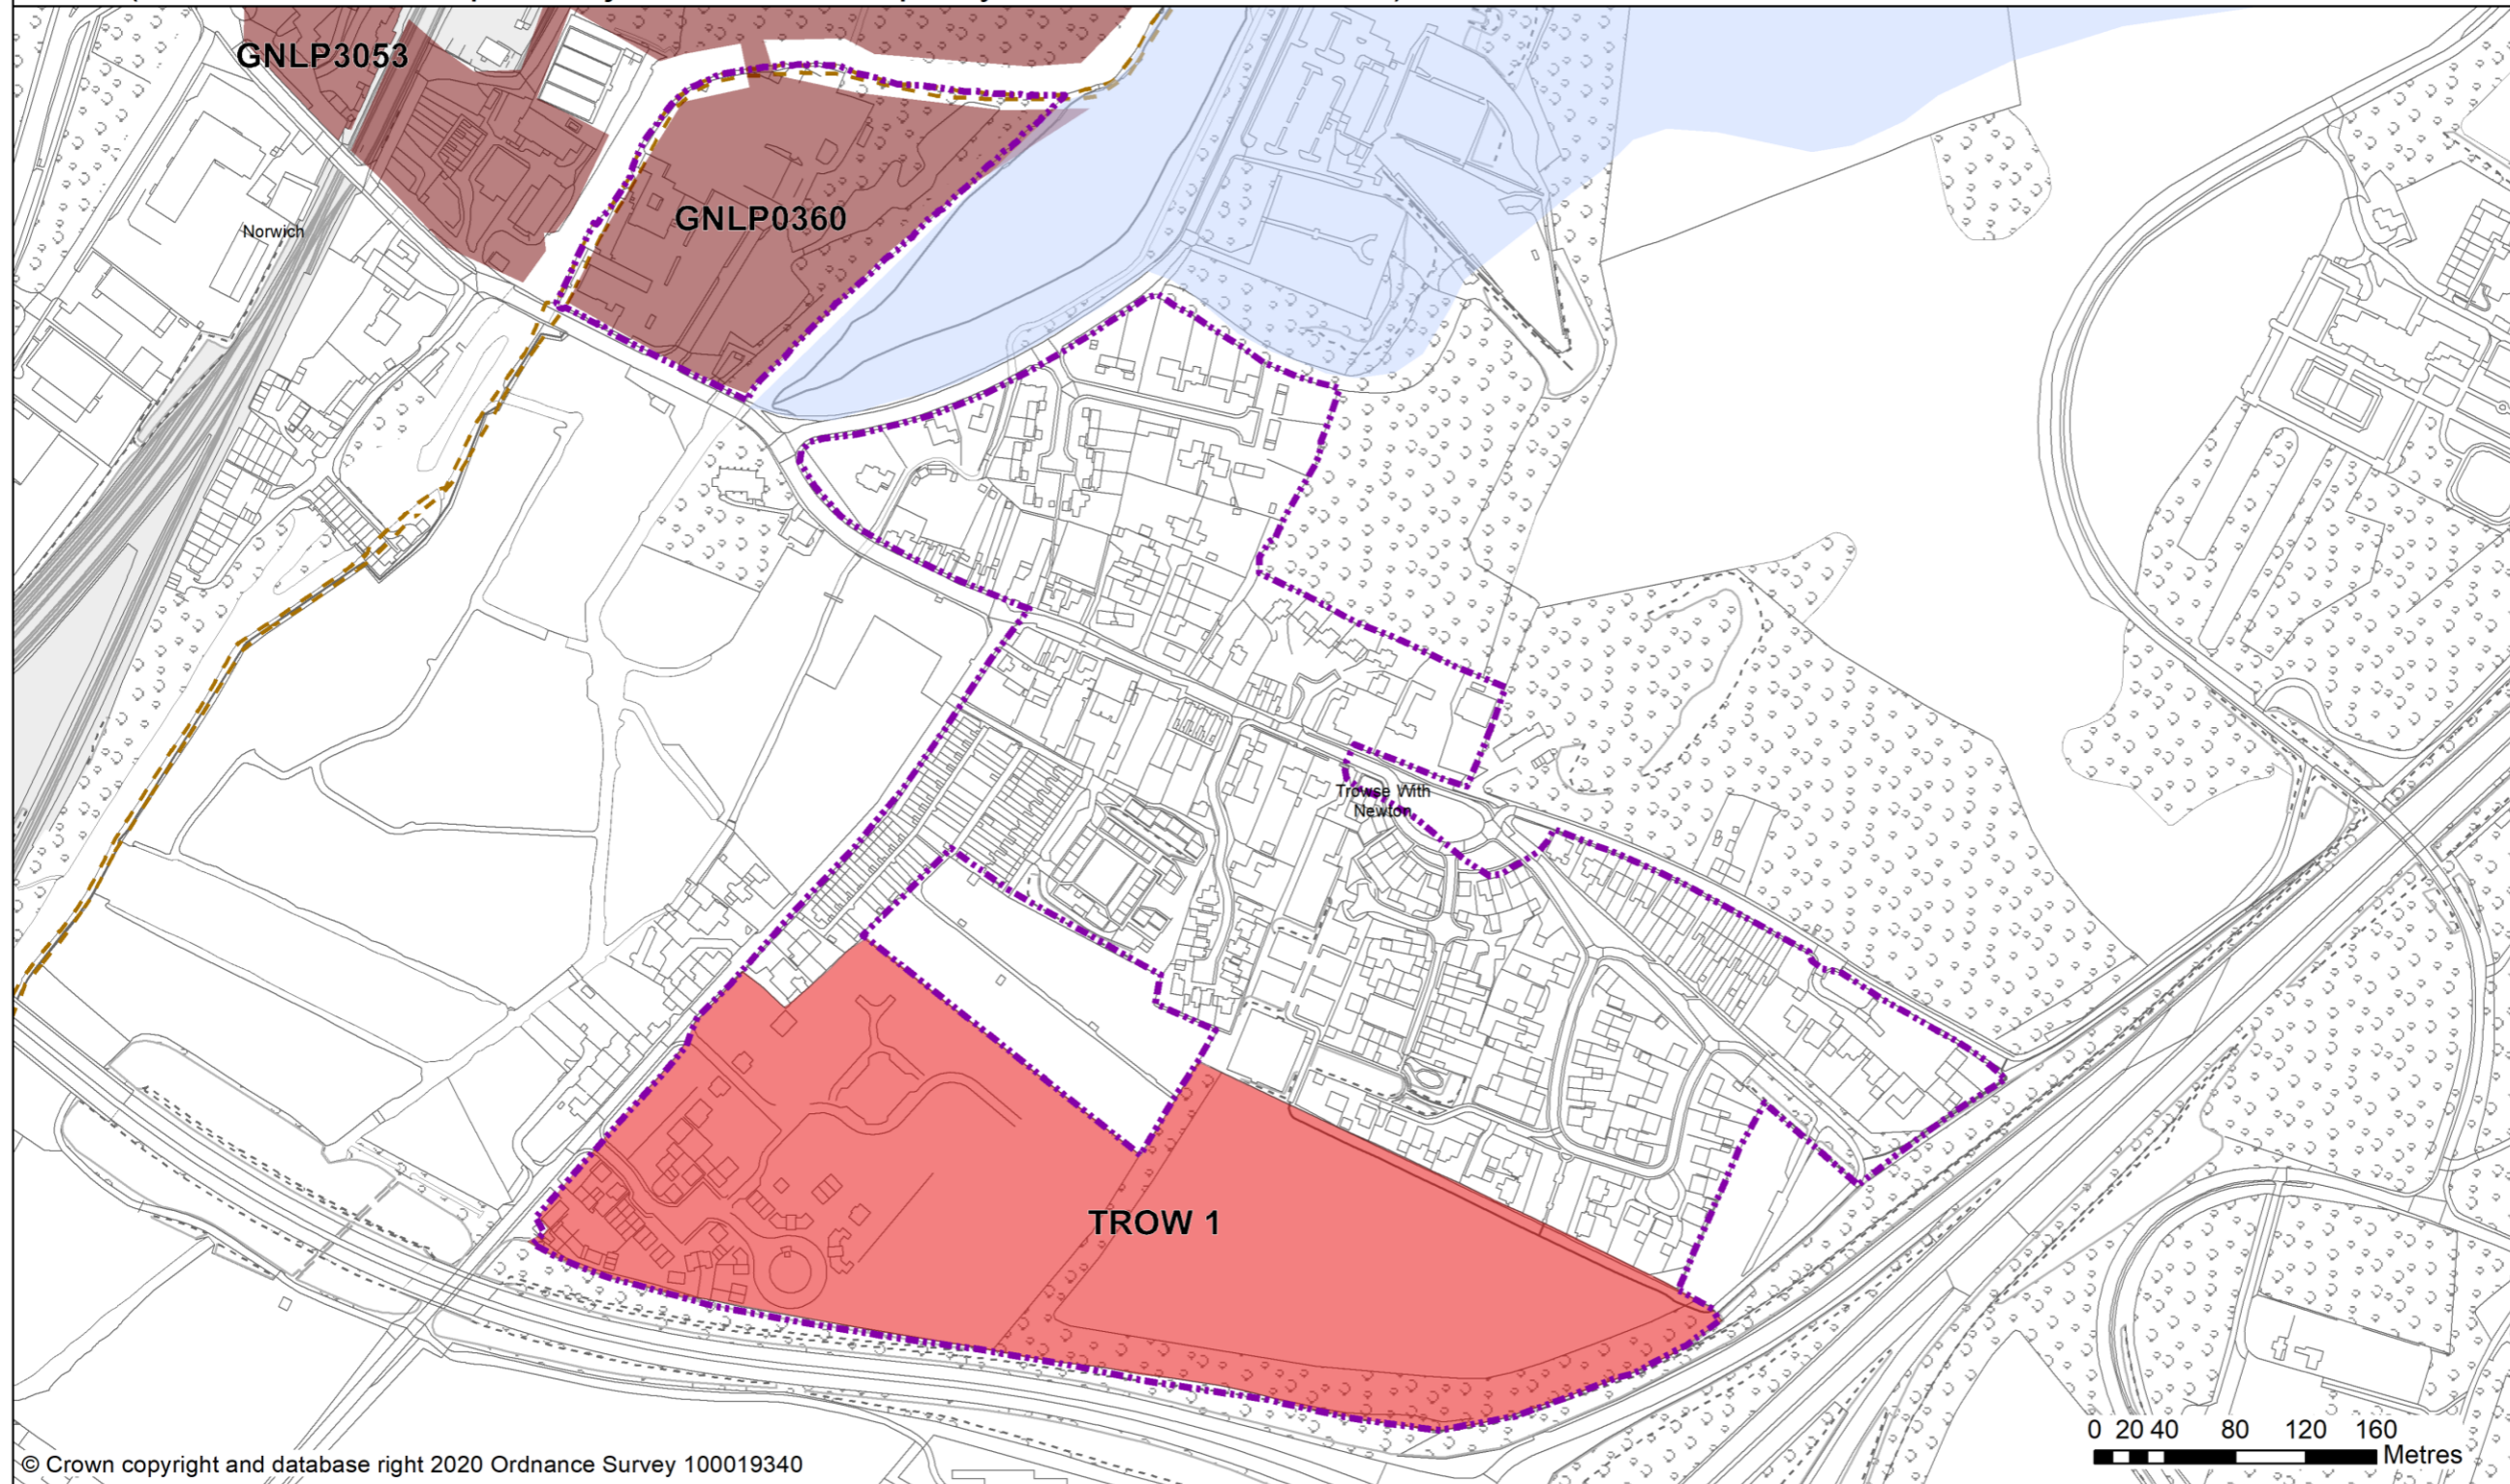 GNLP3053
GNLP0360
Norwich
Trowse With
Newton
TROW 1
0 20 40 80 120 160
Metres
© Crown copyright and database right 2020 Ordnance Survey 100019340